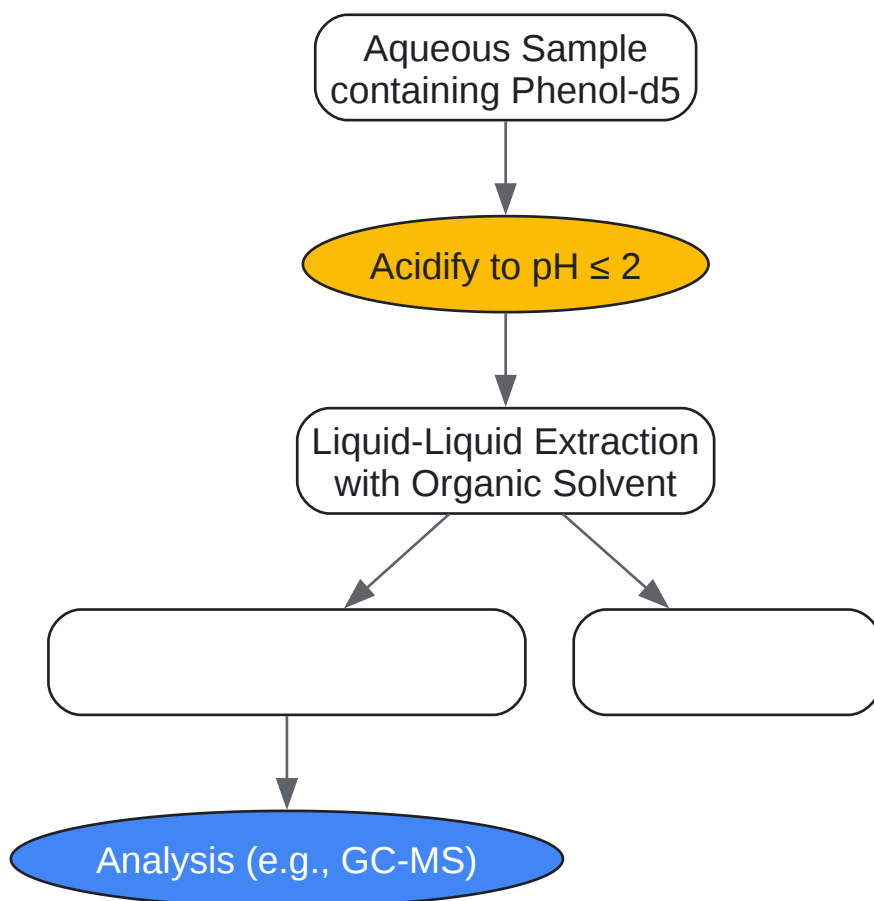 Aqueous Sample
containing Phenol-d5
Acidify to pH ≤ 2
Liquid-Liquid Extraction
with Organic Solvent
Analysis (e.g., GC-MS)